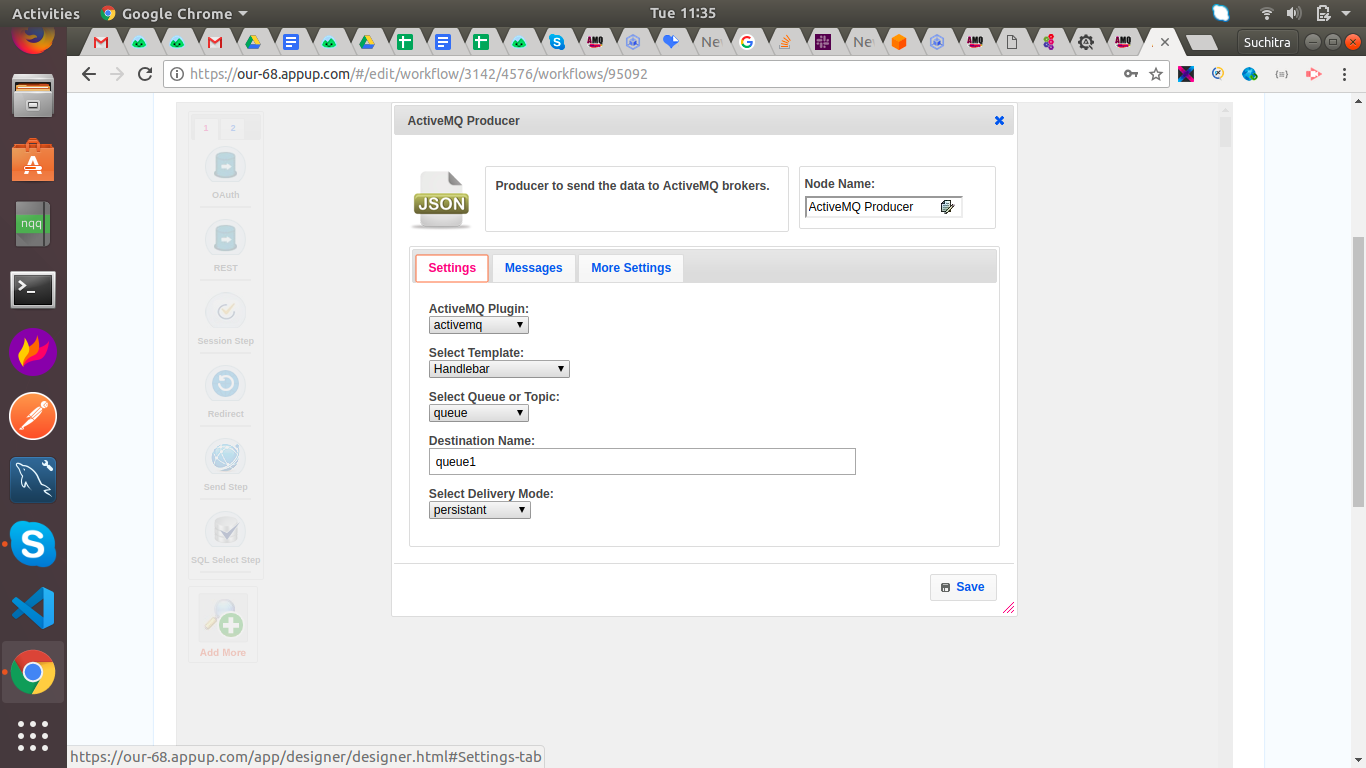 Activities
Google Chrome
Tue 11:35
Ne
Ne
Suchitra
https://our-68.appup.com/#/edit/workflow/3142/4576/workflows/95092
1 2
OAuth
REST
Session Step
Redirect
Send Step
SQL Select Step
Add More
ActiveMQ Producer
JSON
Producer to send the data to ActiveMQ brokers.
Node Name:
ActiveMQ Producer
Settings Messages More Settings
ActiveMQ Plugin:
activemq
Select Template:
Handlebar
Select Queue or Topic:
queue
Destination Name:
queue1
Select Delivery Mode:
persistant
Save
nqq
https://our-68.appup.com/app/designer/designer.html#Settings-tab